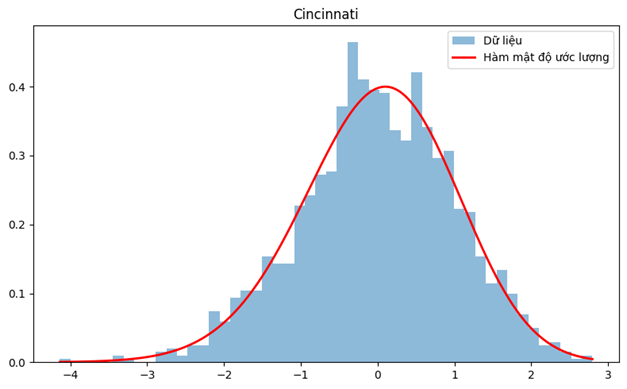 Cincinnati
Dữ liệu
Hàm mật độ ước lượng
0.4
0.3
0.2
0.1
0.0
−4 −3 −2 −1 0 1 2 3